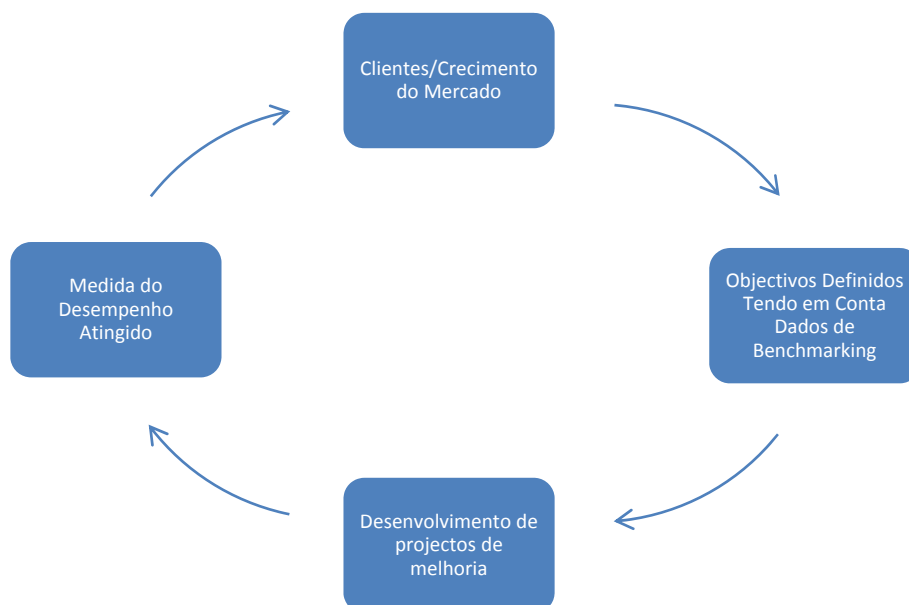 Clientes/Crecimento
do Mercado
Objectivos Definidos
Tendo em Conta
Dados de
Benchmarking
Desenvolvimento de
projectos de
melhoria
Medida do
Desempenho
Atingido